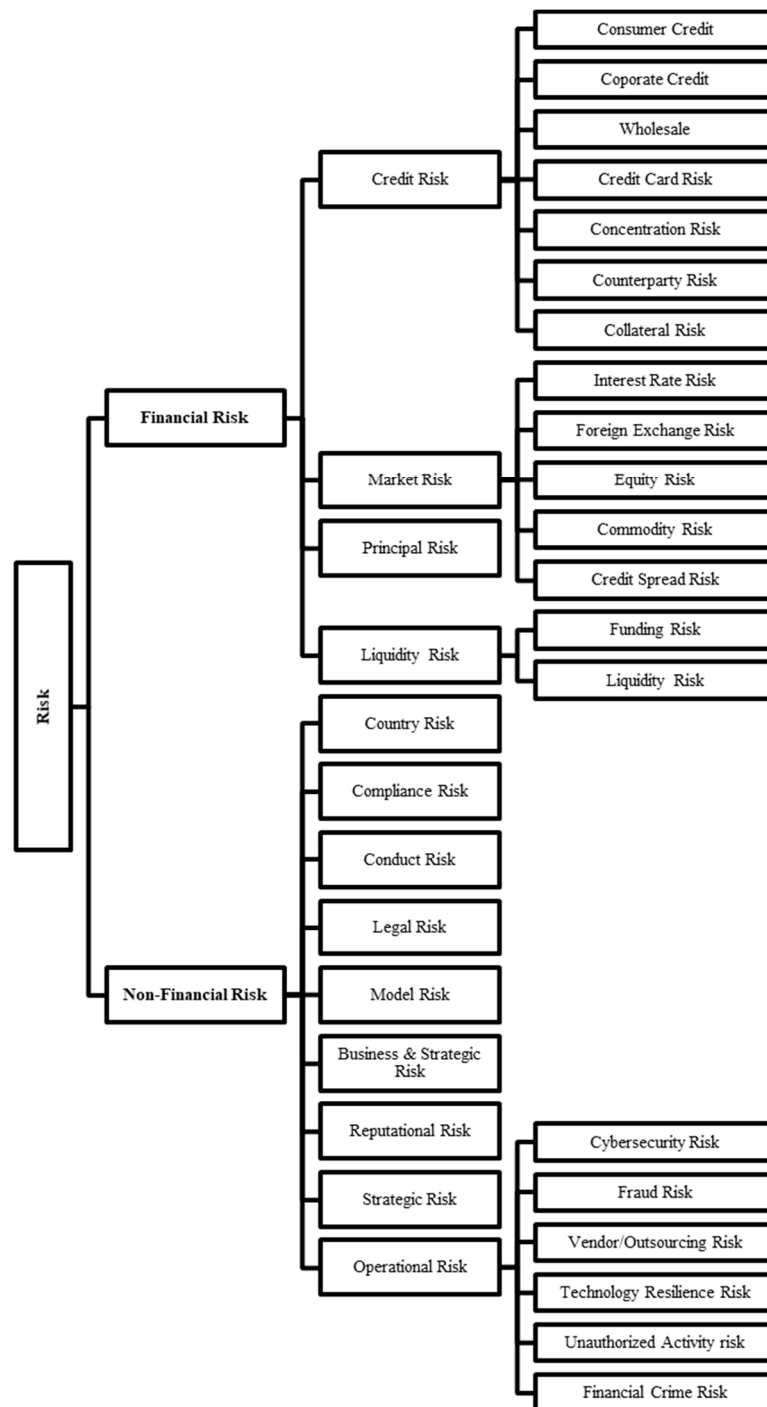 Risk
Financial Risk
Credit Risk
Consumer Credit
Coporate Credit
Wholesale
Credit Card Risk
Concentration Risk
Counterparty Risk
Collateral Risk
Market Risk
Interest Rate Risk
Foreign Exchange Risk
Equity Risk
Commodity Risk
Credit Spread Risk
Principal Risk
Liquidity Risk
Funding Risk
Liquidity Risk
Non-Financial Risk
Country Risk
Compliance Risk
Conduct Risk
Legal Risk
Model Risk
Business & Strategic
Risk
Reputational Risk
Strategic Risk
Operational Risk
Cybersecurity Risk
Fraud Risk
Vendor/Outsourcing Risk
Technology Resilience Risk
Unauthorized Activity risk
Financial Crime Risk